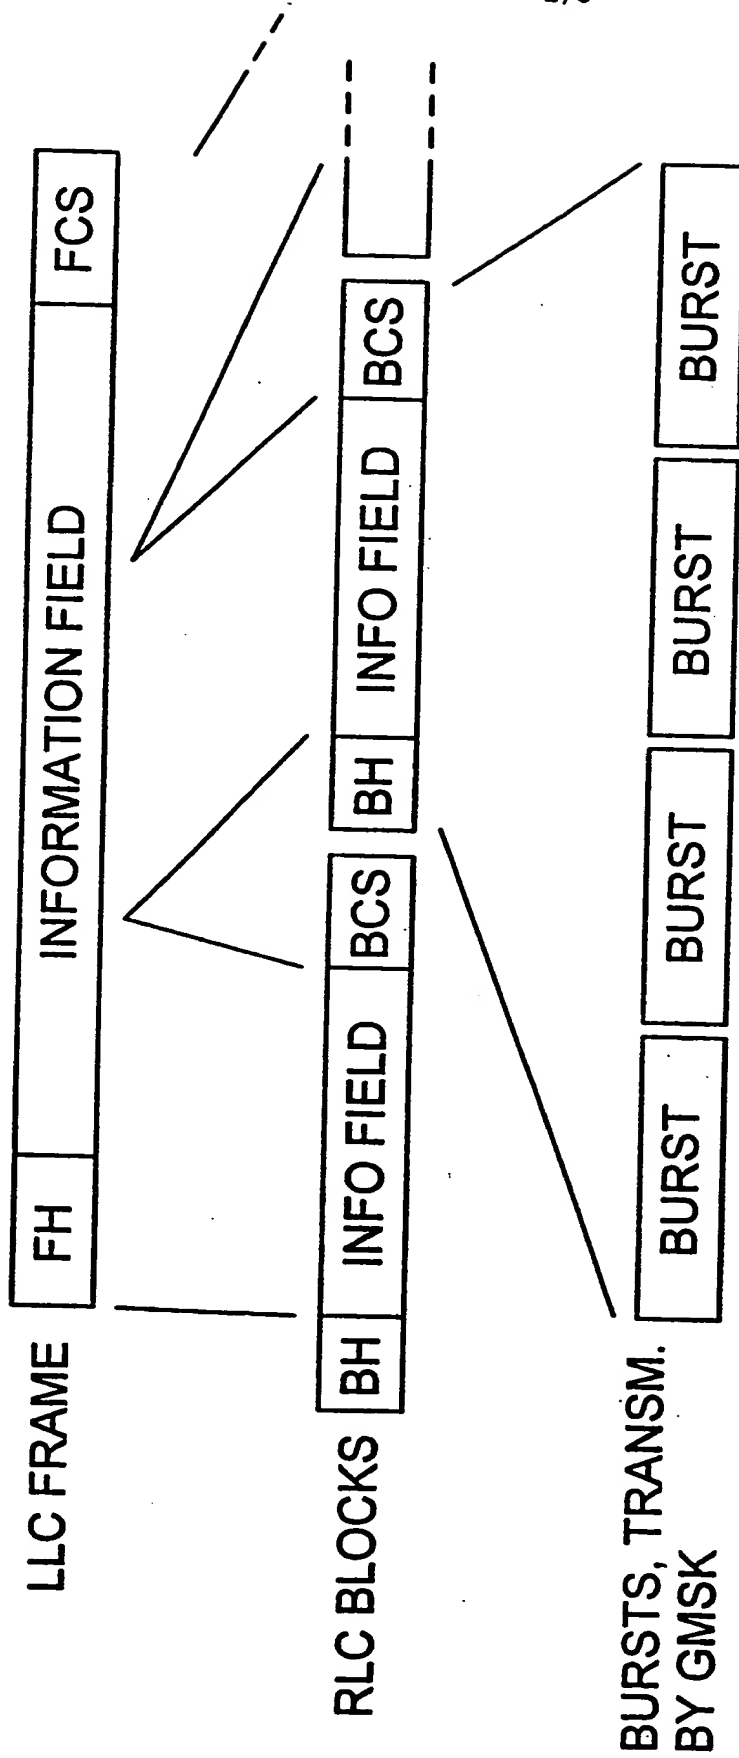 LLC FRAME
FH INFORMATION FIELD FCS
RLC BLOCKS
BH INFO FIELD BCS BH INFO FIELD BCS
BURSTS, TRANSM.
BY GMSK
BURST BURST BURST BURST